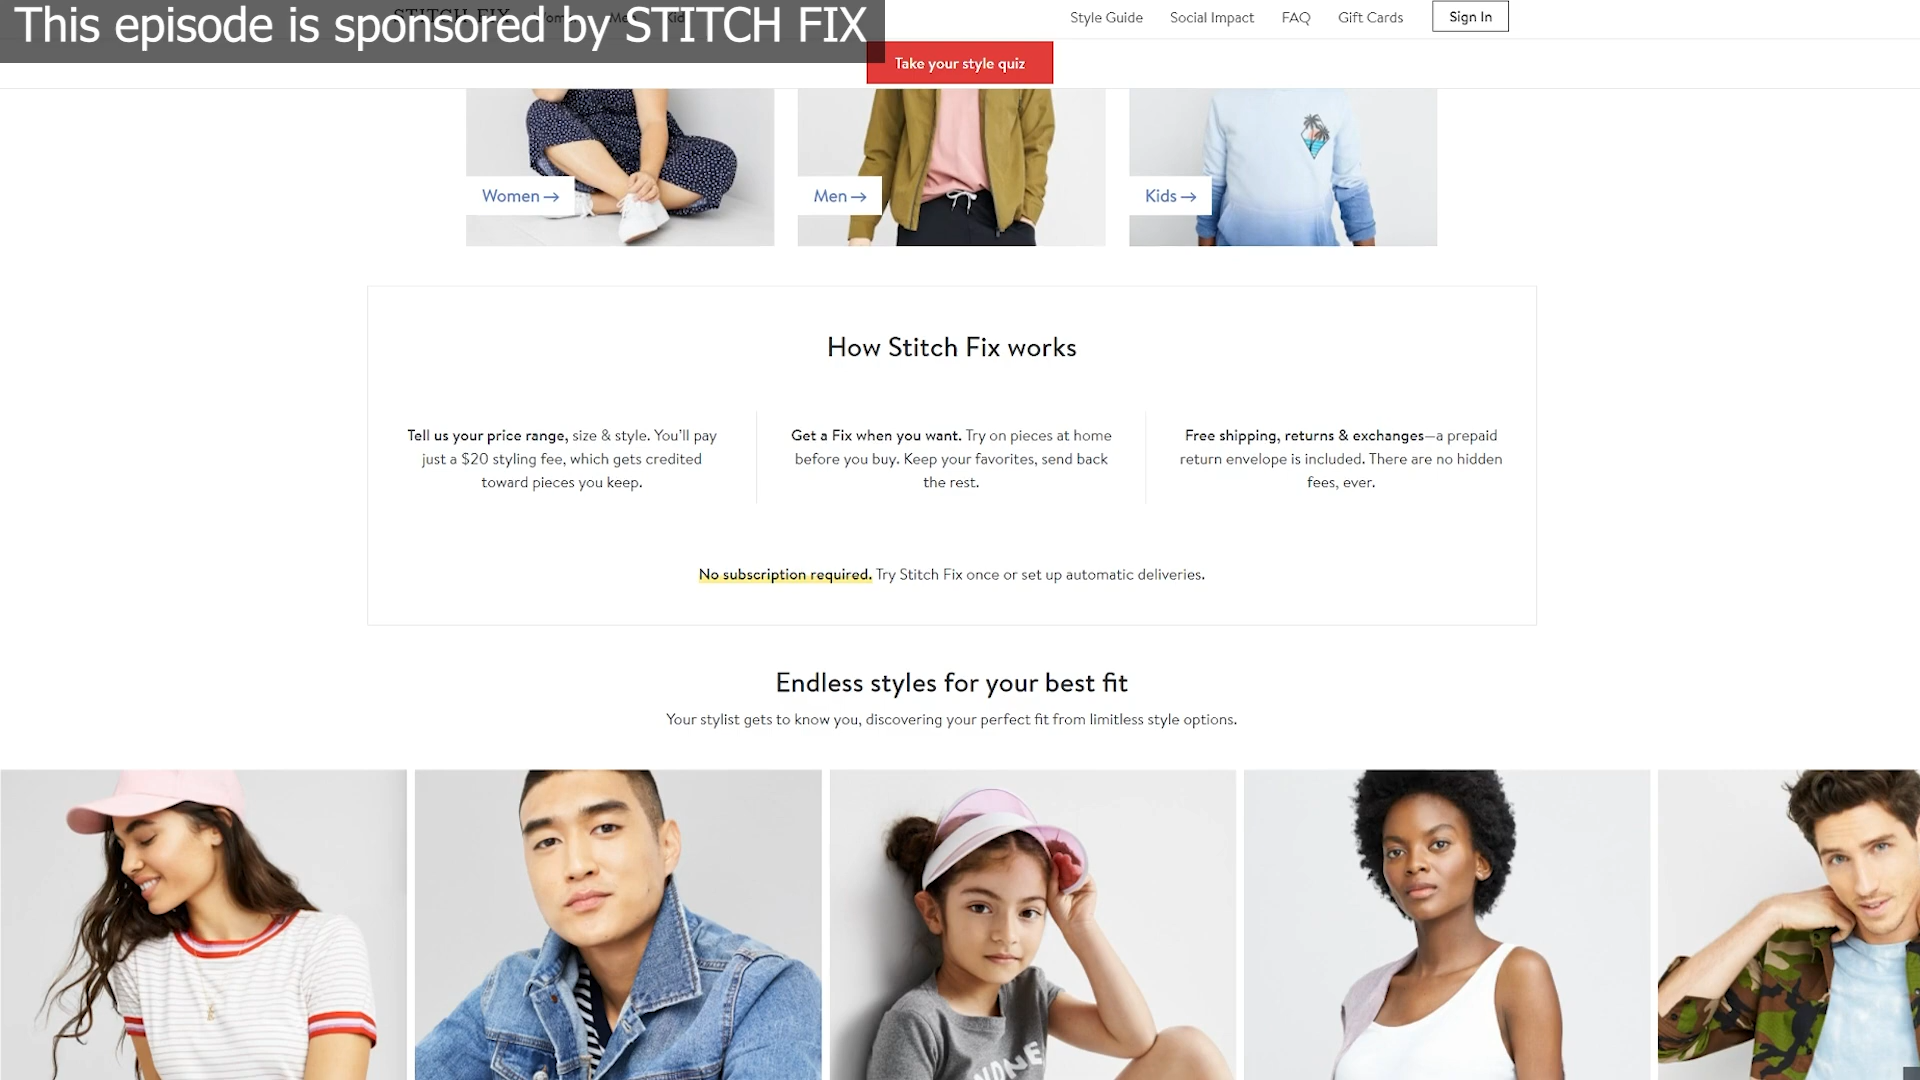 This episode is sponsored by STITCH FIX
STITCH FIX Women Men Kids
Style Guide Social Impact FAQ Gift Cards Sign In
Take your style quiz
Women →
Men →
Kids →
How Stitch Fix works
Tell us your price range, size & style. You'll pay
just a $20 styling fee, which gets credited
toward pieces you keep.
Get a Fix when you want. Try on pieces at home
before you buy. Keep your favorites, send back
the rest.
Free shipping, returns & exchanges—a prepaid
return envelope is included. There are no hidden
fees, ever.
No subscription required. Try Stitch Fix once or set up automatic deliveries.
Endless styles for your best fit
Your stylist gets to know you, discovering your perfect fit from limitless style options.